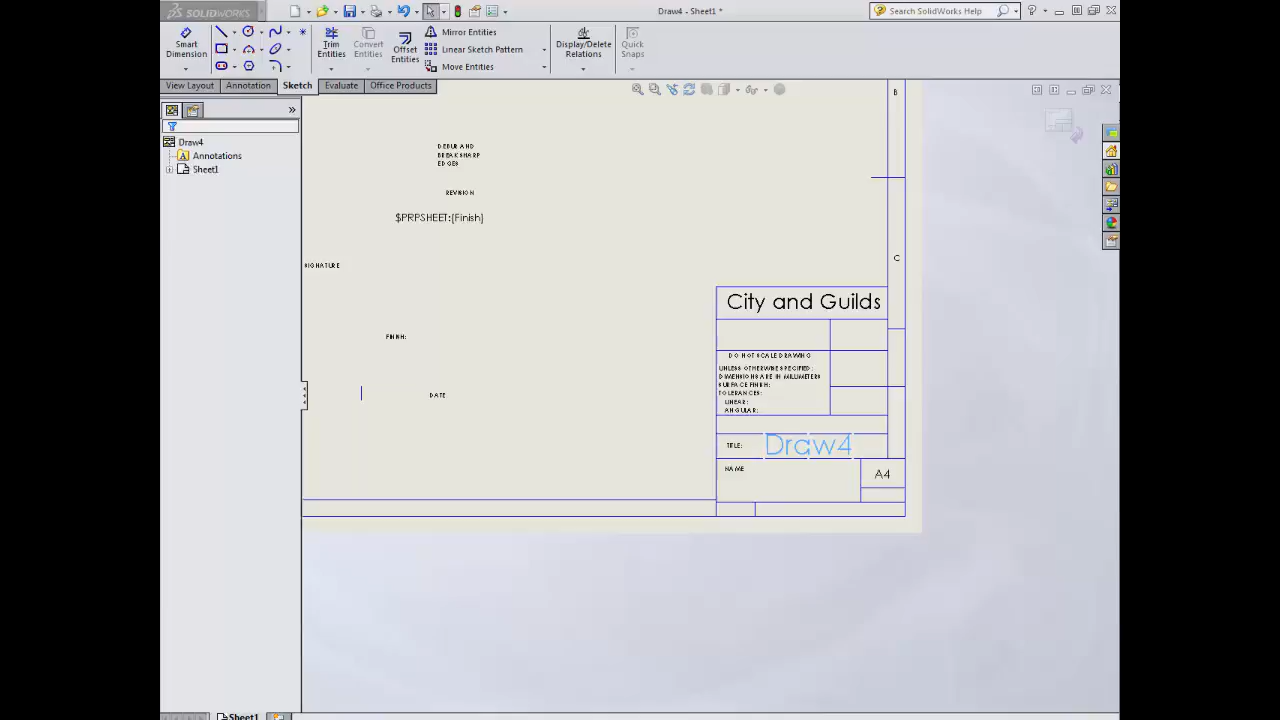 SOLIDWORKS
Draw4 - Sheet1 *
Search SolidWorks Help
Smart Dimension
Trim Entities
Convert Entities
Offset Entities
Mirror Entities
Linear Sketch Pattern
Move Entities
Display/Delete Relations
Quick Snaps
View Layout
Annotation
Sketch
Evaluate
Office Products
Draw4
Annotations
Sheet1
B
DEBUR AND
BREAK SHARP
EDGES
REVISION
$PRPSHEET:{Finish}
SIGNATURE
C
City and Guilds
FINISH:
DO NOT SCALE DRAWING
UNLESS OTHERWISE SPECIFIED:
DIMENSIONS ARE IN MILLIMETERS
SURFACE FINISH:
TOLERANCES:
LINEAR:
ANGULAR:
DATE
TITLE:
Draw4
NAME
A4
Sheet1